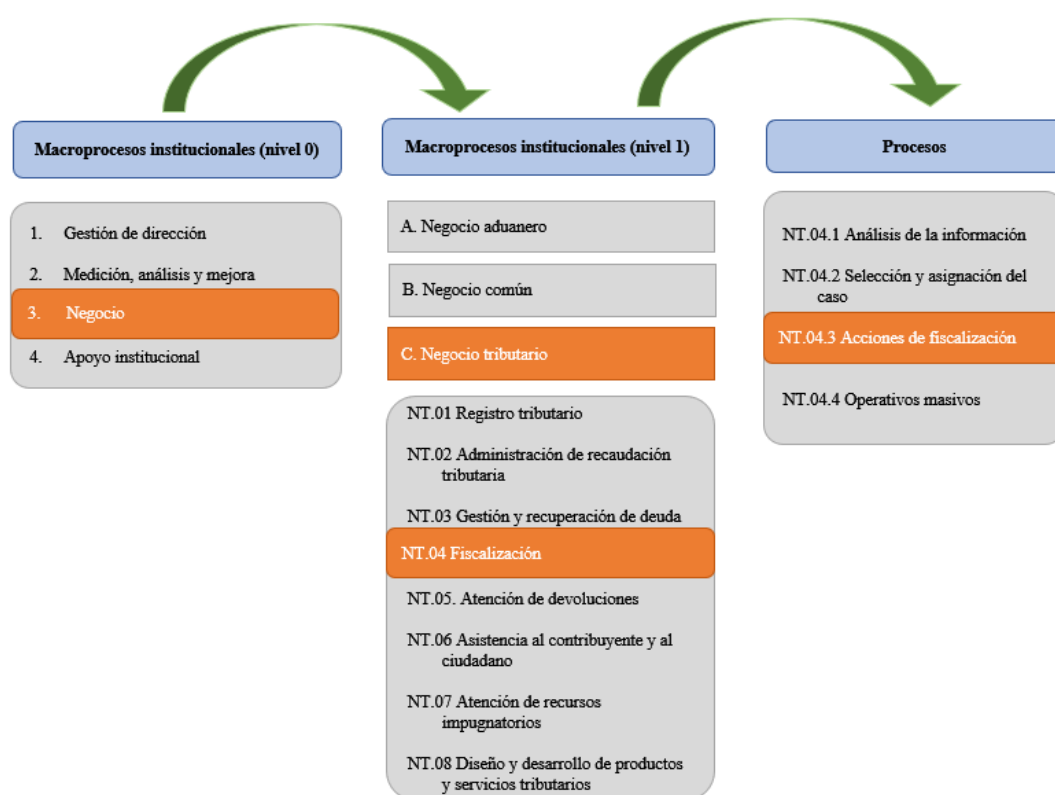 Macroprocesos institucionales (nivel 0)
1. Gestión de dirección
2. Medición, análisis y mejora
3. Negocio
4. Apoyo institucional
Macroprocesos institucionales (nivel 1)
A. Negocio aduanero
B. Negocio común
C. Negocio tributario
NT.01 Registro tributario
NT.02 Administración de recaudación
tributaria
NT.03 Gestión y recuperación de deuda
NT.04 Fiscalización
NT.05. Atención de devoluciones
NT.06 Asistencia al contribuyente y al
ciudadano
NT.07 Atención de recursos
impugnatorios
NT.08 Diseño y desarrollo de productos
y servicios tributarios
Procesos
NT.04.1 Análisis de la información
NT.04.2 Selección y asignación del
caso
NT.04.3 Acciones de fiscalización
NT.04.4 Operativos masivos